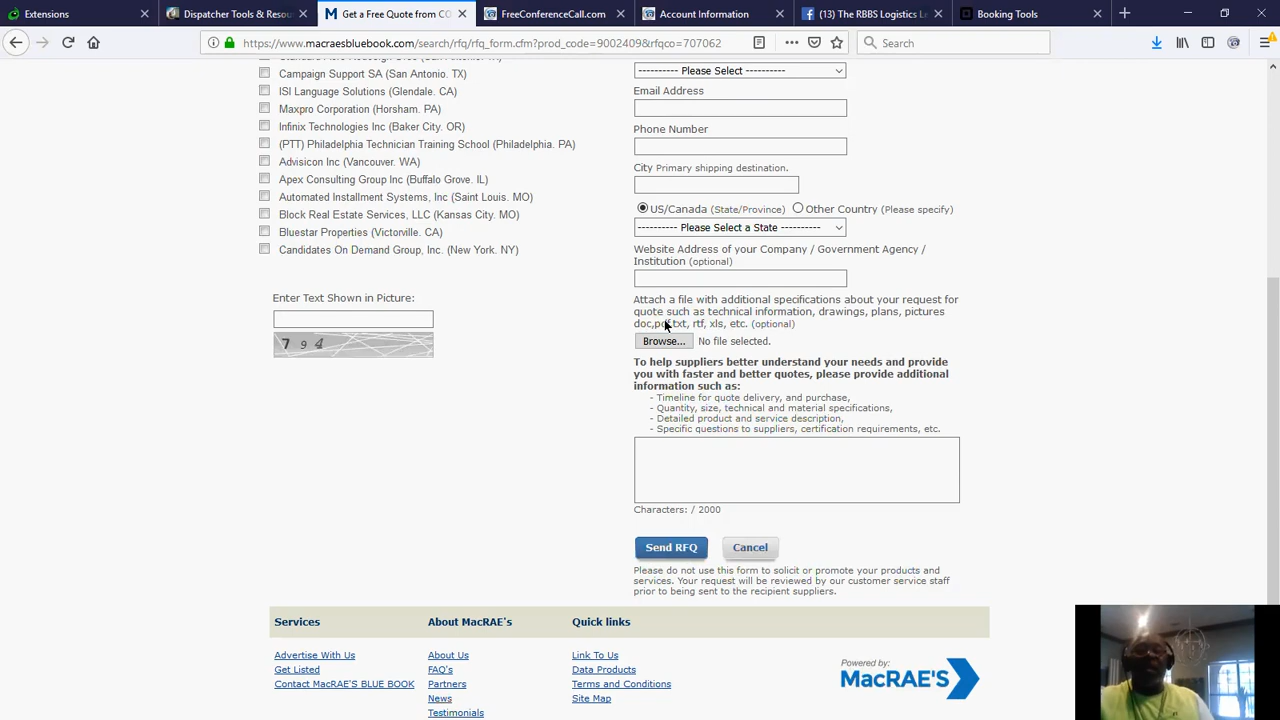 Extensions
Dispatcher Tools & Resou
Get a Free Quote from CO
FreeConferenceCall.com
Account Information
(13) The RBBS Logistics Le
Booking Tools
https://www.macraesbluebook.com/search/rfq/rfq_form.cfm?prod_code=9002409&rfqco=707062
Search
Campaign Support SA (San Antonio. TX)
ISI Language Solutions (Glendale. CA)
Maxpro Corporation (Horsham. PA)
Infinix Technologies Inc (Baker City. OR)
(PTT) Philadelphia Technician Training School (Philadelphia. PA)
Advisicon Inc (Vancouver. WA)
Apex Consulting Group Inc (Buffalo Grove. IL)
Automated Installment Systems, Inc (Saint Louis. MO)
Block Real Estate Services, LLC (Kansas City. MO)
Bluestar Properties (Victorville. CA)
Candidates On Demand Group, Inc. (New York. NY)
Enter Text Shown in Picture:
7 9 4
---------- Please Select ----------
Email Address
Phone Number
City Primary shipping destination.
US/Canada (State/Province) Other Country (Please specify)
---------- Please Select a State ----------
Website Address of your Company / Government Agency /
Institution (optional)
Attach a file with additional specifications about your request for
quote such as technical information, drawings, plans, pictures
doc,pdf,txt, rtf, xls, etc. (optional)
Browse... No file selected.
To help suppliers better understand your needs and provide
you with faster and better quotes, please provide additional
information such as:
- Timeline for quote delivery, and purchase,
- Quantity, size, technical and material specifications,
- Detailed product and service description,
- Specific questions to suppliers, certification requirements, etc.
Characters: / 2000
Send RFQ Cancel
Please do not use this form to solicit or promote your products and
services. Your request will be reviewed by our customer service staff
prior to being sent to the recipient suppliers.
Services
About MacRAE's
Quick links
Advertise With Us
About Us
Link To Us
Get Listed
FAQ's
Data Products
Contact MacRAE'S BLUE BOOK
Partners
Terms and Conditions
News
Site Map
Testimonials
Powered by:
MacRAE'S